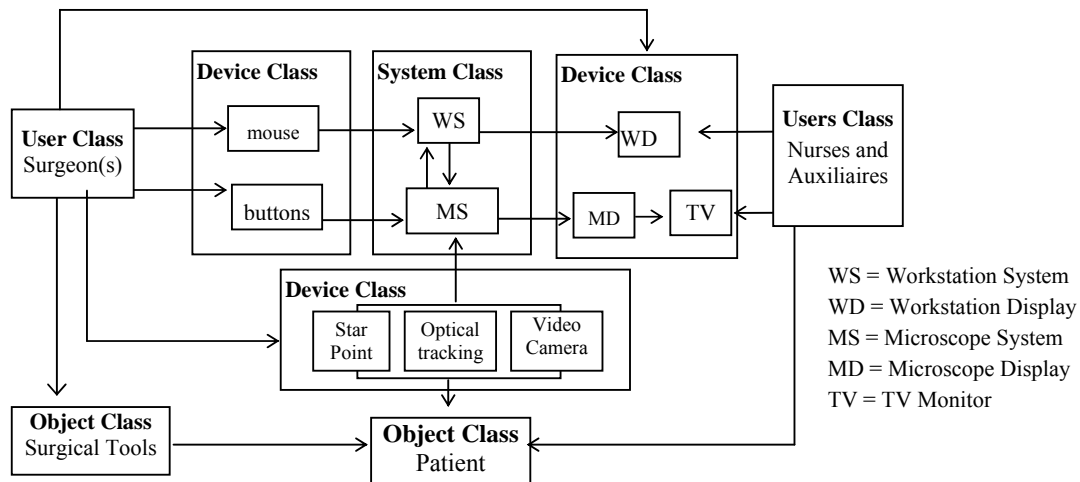 Device Class
System Class
Device Class
User Class
Surgeon(s)
mouse
WS
WD
Users Class
Nurses and
Auxiliaires
buttons
MS
MD
TV
Device Class
Star
Point
Optical
tracking
Video
Camera
WS = Workstation System
WD = Workstation Display
MS = Microscope System
MD = Microscope Display
TV = TV Monitor
Object Class
Surgical Tools
Object Class
Patient